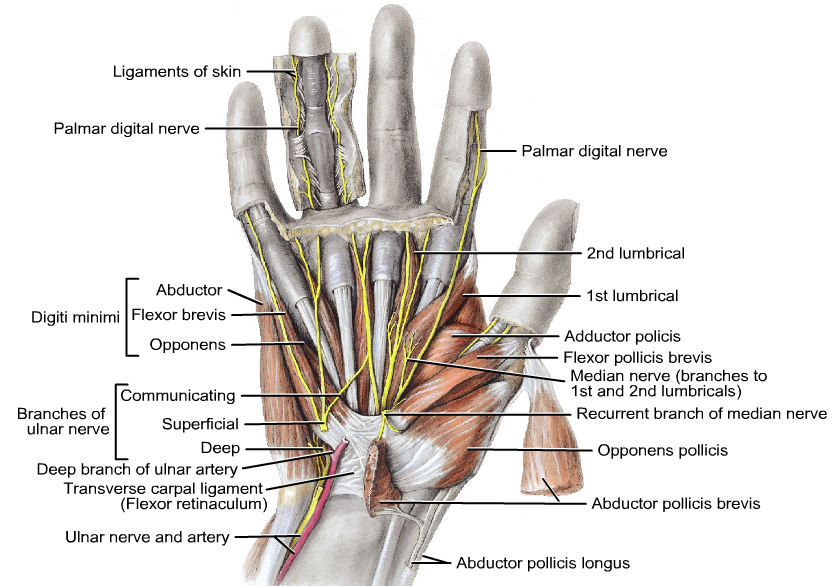 Ligaments of skin
Palmar digital nerve
Palmar digital nerve
2nd lumbrical
1st lumbrical
Abductor
Digiti minimi
Flexor brevis
Opponens
Adductor policis
Flexor pollicis brevis
Median nerve (branches to
1st and 2nd lumbricals)
Recurrent branch of median nerve
Communicating
Branches of
ulnar nerve
Superficial
Deep
Opponens pollicis
Deep branch of ulnar artery
Transverse carpal ligament
(Flexor retinaculum)
Abductor pollicis brevis
Ulnar nerve and artery
Abductor pollicis longus